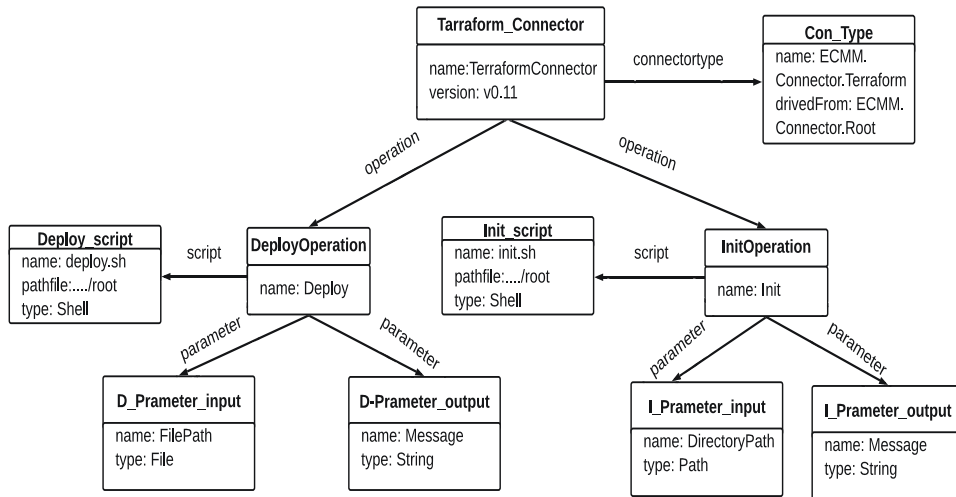 Tarraform_Connector
name:TerraformConnector
version: v0.11
connectortype
Con_Type
name: ECMM.
Connector.Terraform
drivedFrom: ECMM.
Connector.Root
operation
operation
Deploy_script
name: deploy.sh
pathfile:..../root
type: Shell
script
DeployOperation
name: Deploy
Init_script
name: init.sh
pathfile:..../root
type: Shell
script
InitOperation
name: Init
parameter
parameter
parameter
parameter
D_Prameter_input
name: FilePath
type: File
D-Prameter_output
name: Message
type: String
I_Prameter_input
name: DirectoryPath
type: Path
I_Prameter_output
name: Message
type: String